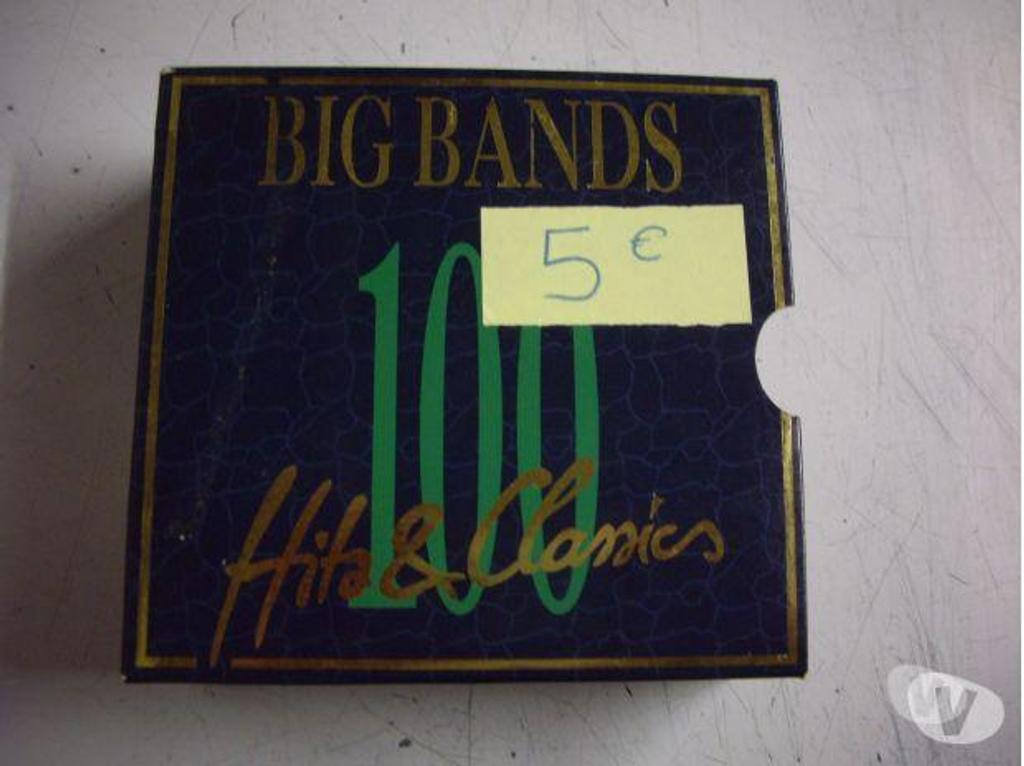 BIG BANDS
5 €
100
Hits & Classics
W